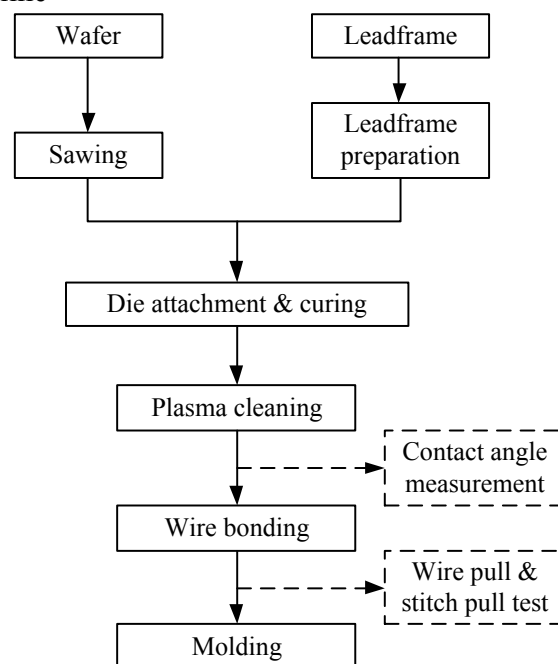 Wafer
Leadframe
Leadframe
preparation
Sawing
Die attachment & curing
Plasma cleaning
Contact angle
measurement
Wire bonding
Wire pull &
stitch pull test
Molding